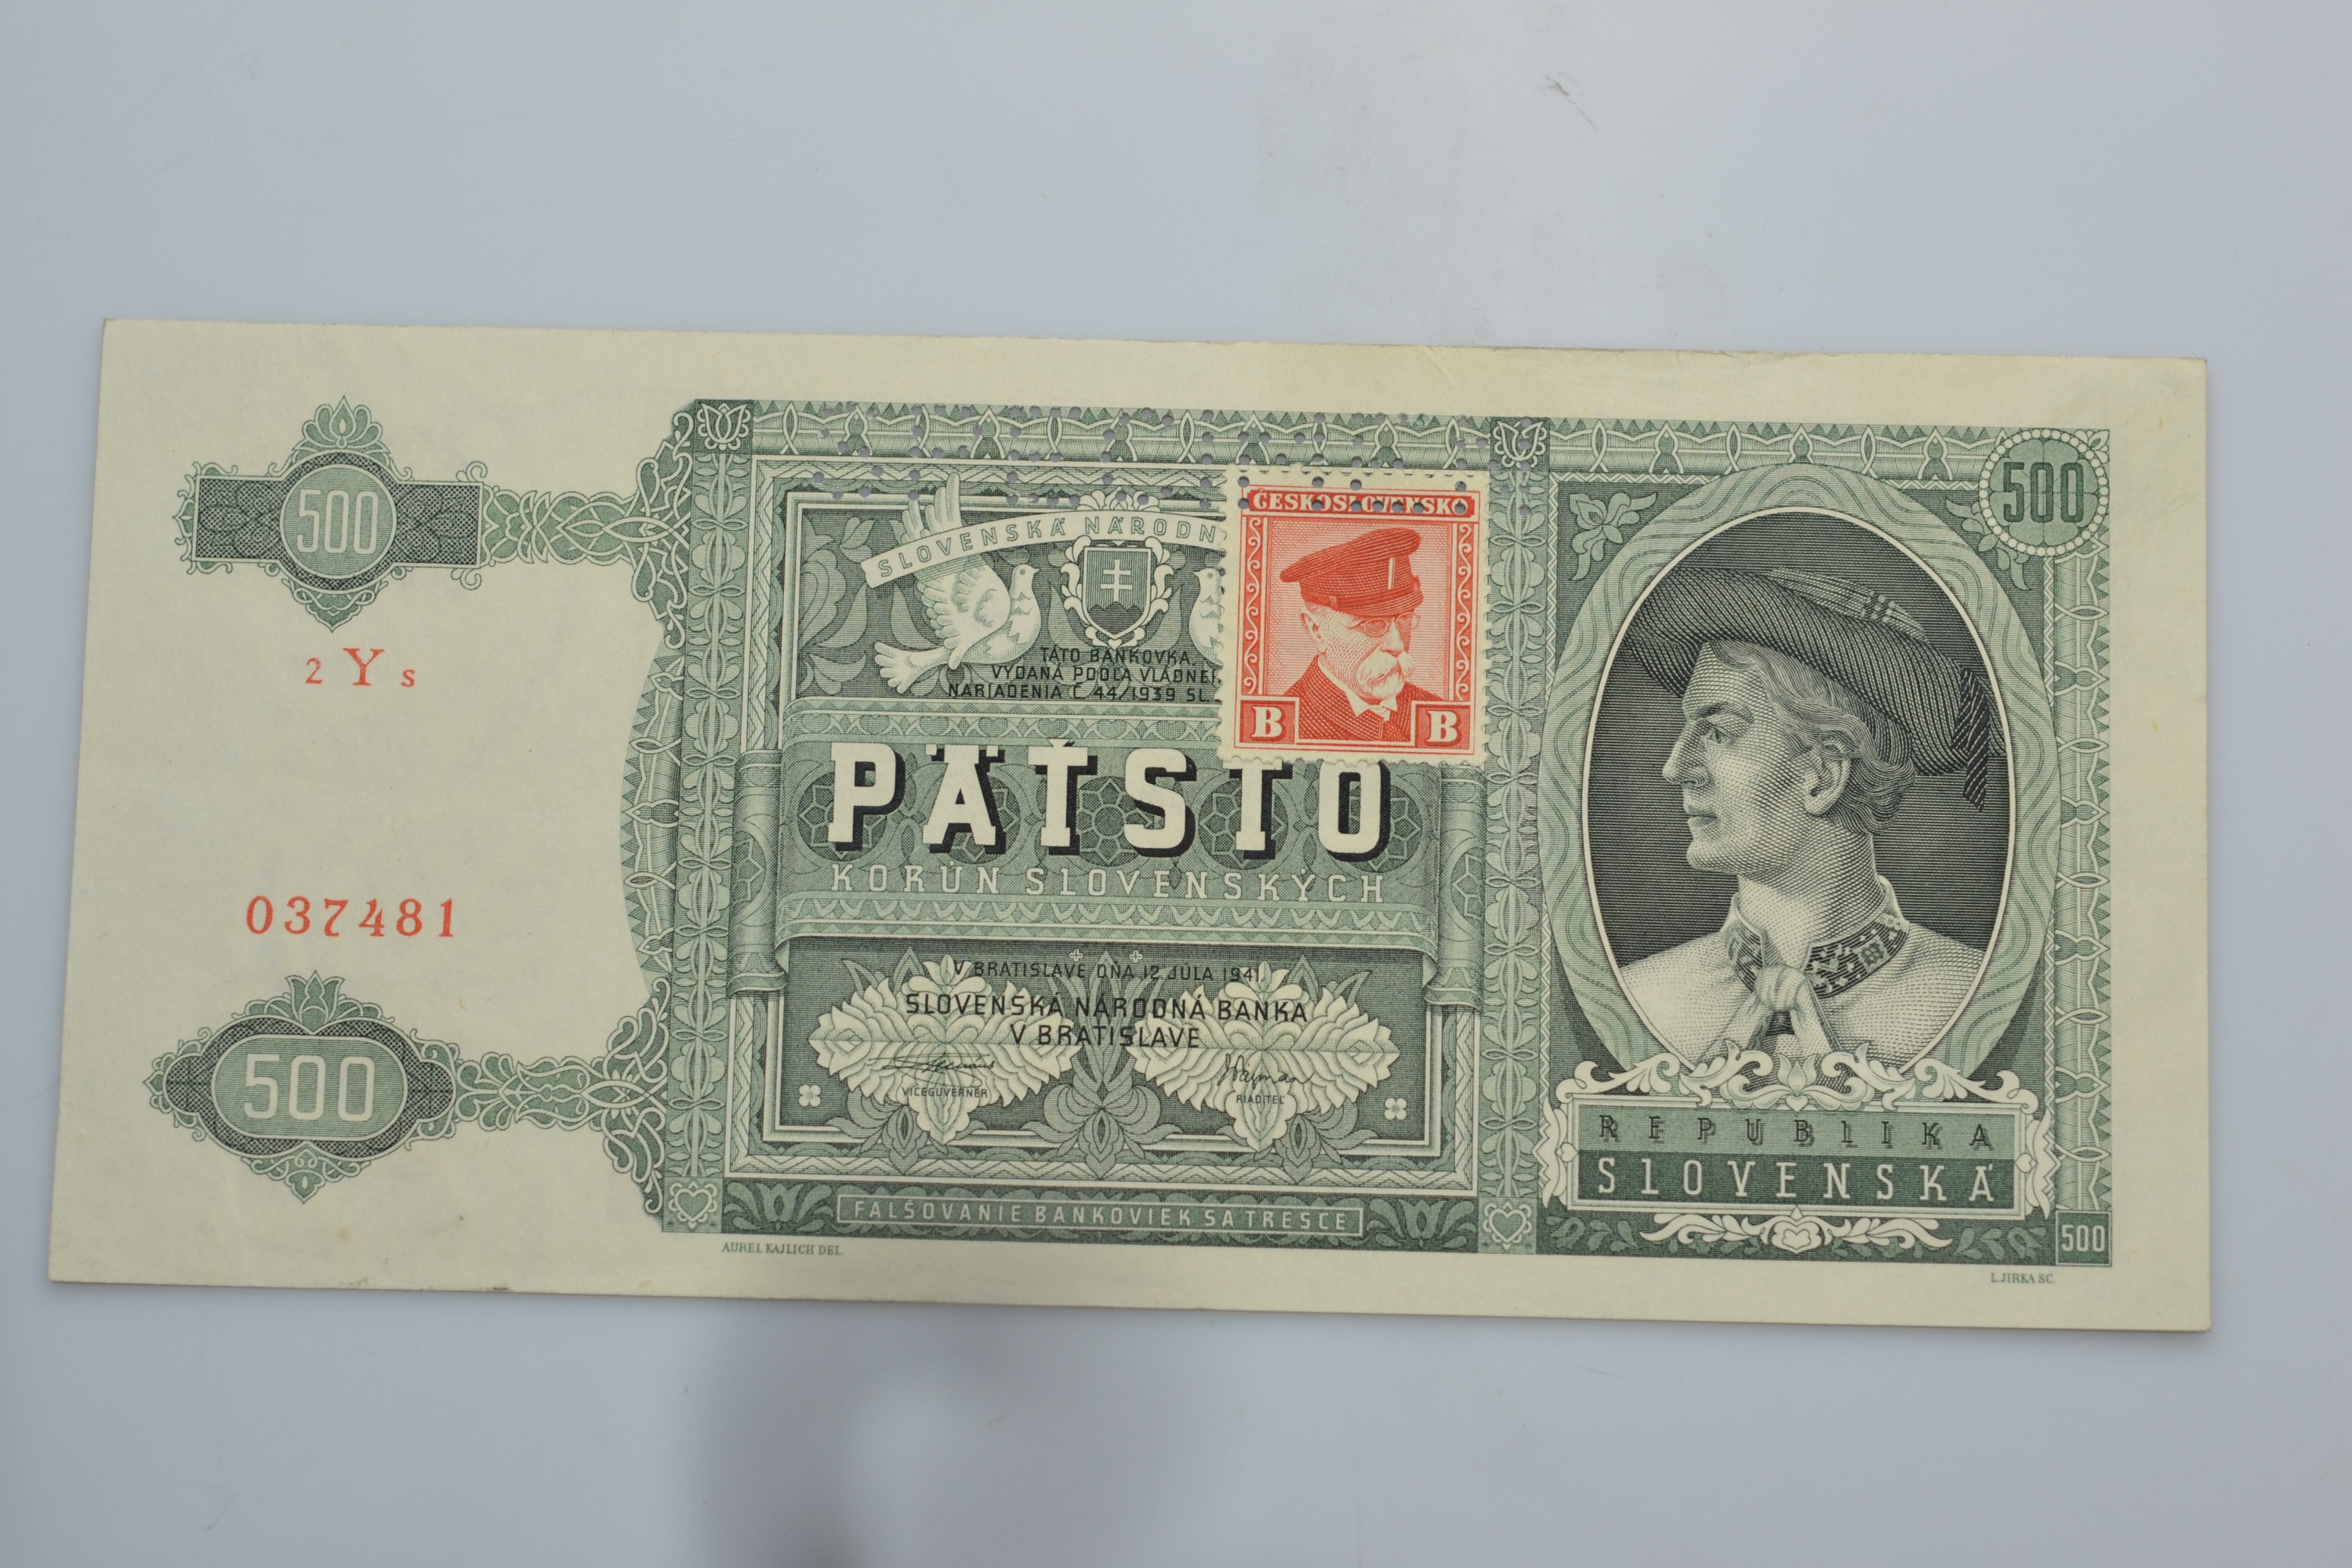 500
2 Y s
037481
500
SLOVENSKÁ NÁRODN
TÁTO BANKOVKA,
VYDANÁ PODĽA VLÁDNEH
NARIADENIA Č. 44/1939 SL.
PÄŤSTO
KORÚN SLOVENSKÝCH
V BRATISLAVE DŇA 12. JÚLA 1941
SLOVENSKÁ NÁRODNÁ BANKA
V BRATISLAVE
VICEGUVERNÉR
RIADITEĽ
FALŠOVANIE BANKOVIEK SA TRESCE
AUREL KAJLICH DEL.
ČESKOSLOVENSKO
B B
500
REPUBLIKA
SLOVENSKÁ
500
L. JIRKA SC.